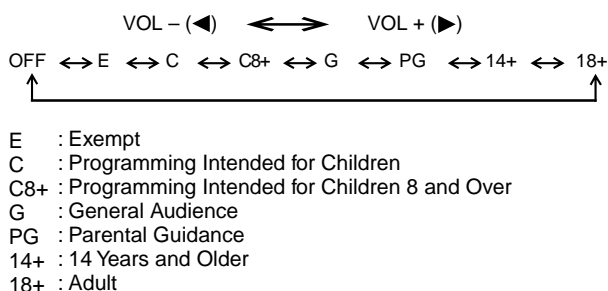 VOL – (◀) ⟷ VOL + (▶)
OFF ↔ E ↔ C ↔ C8+ ↔ G ↔ PG ↔ 14+ ↔ 18+
E : Exempt
C : Programming Intended for Children
C8+ : Programming Intended for Children 8 and Over
G : General Audience
PG : Parental Guidance
14+ : 14 Years and Older
18+ : Adult